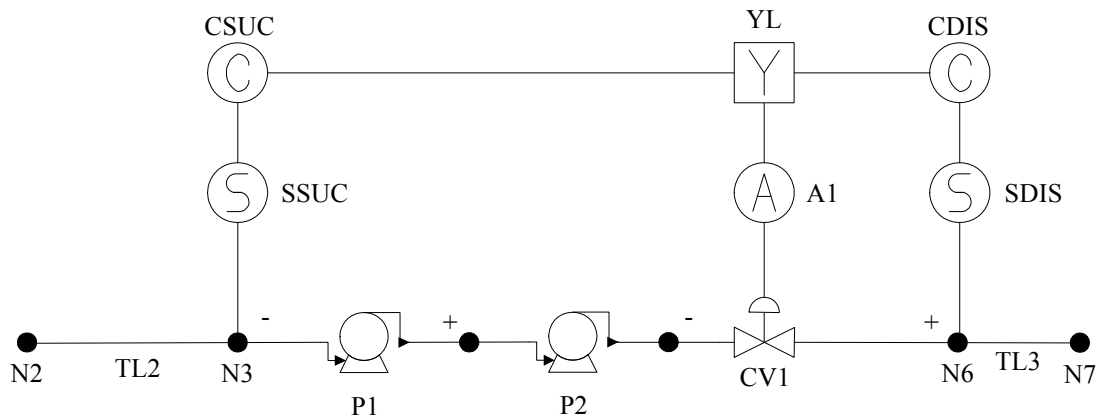 CSUC
YL
CDIS
C
Y
C
S
SSUC
A
A1
S
SDIS
-
+
-
+
N2
TL2
N3
P1
P2
CV1
N6
TL3
N7